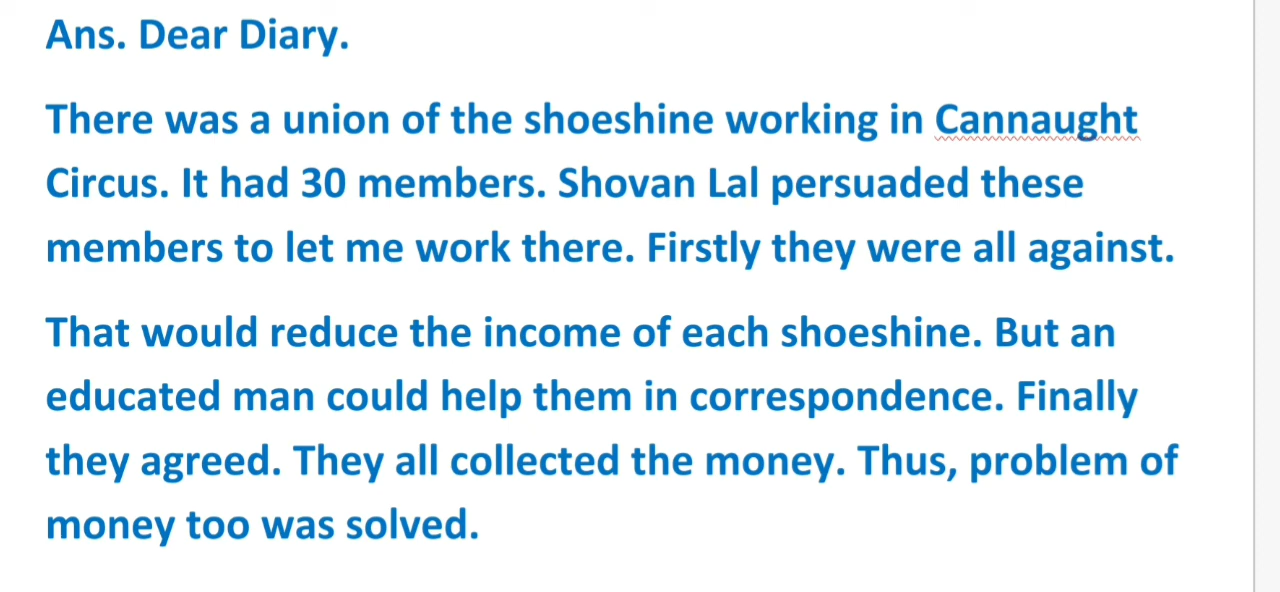 Ans. Dear Diary.
There was a union of the shoeshine working in Cannaught
Circus. It had 30 members. Shovan Lal persuaded these
members to let me work there. Firstly they were all against.
That would reduce the income of each shoeshine. But an
educated man could help them in correspondence. Finally
they agreed. They all collected the money. Thus, problem of
money too was solved.